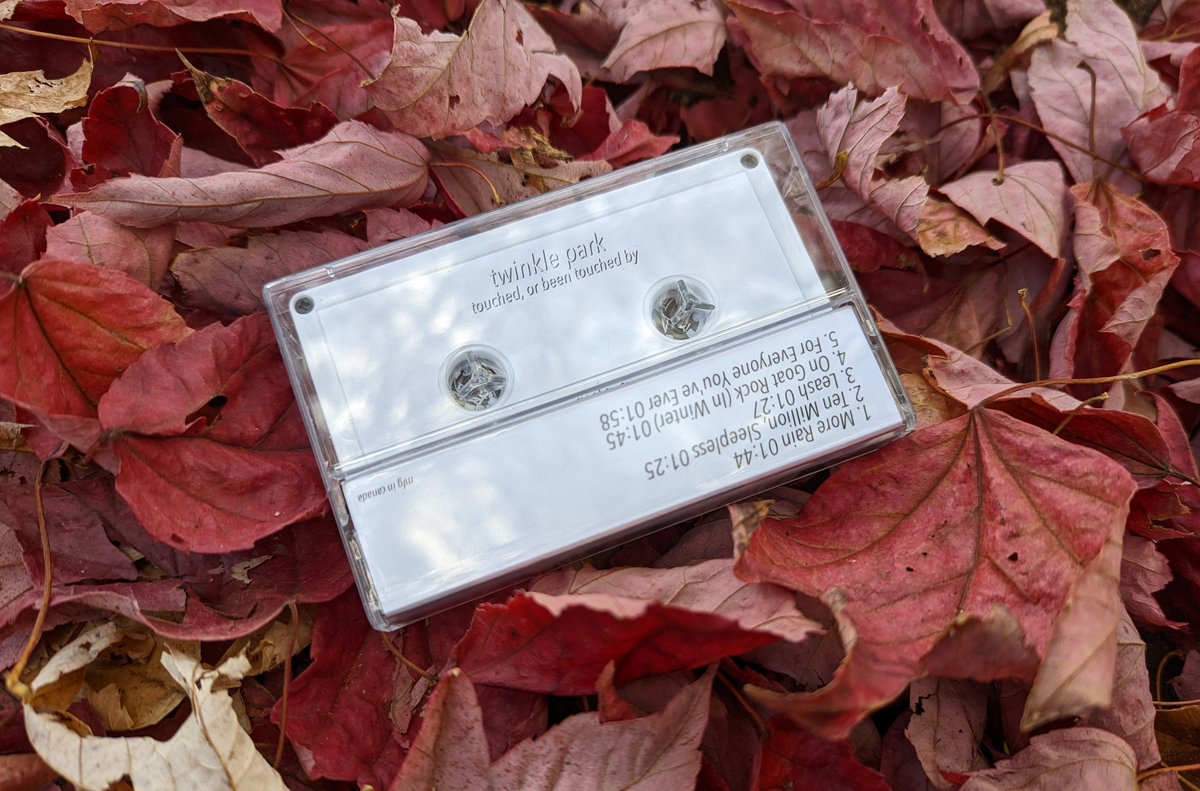 twinkle park
touched, or been touched by
1. More Rain 01:44
2. Ten Million, Sleepless 01:25
3. Leash 01:27
4. On Goat Rock (In Winter) 01:45
5. For Everyone You've Ever 01:58
mfg in canada